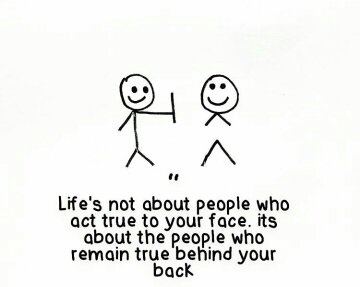 "
Life's not about people who
act true to your face. its
about the people who
remain true behind your
back